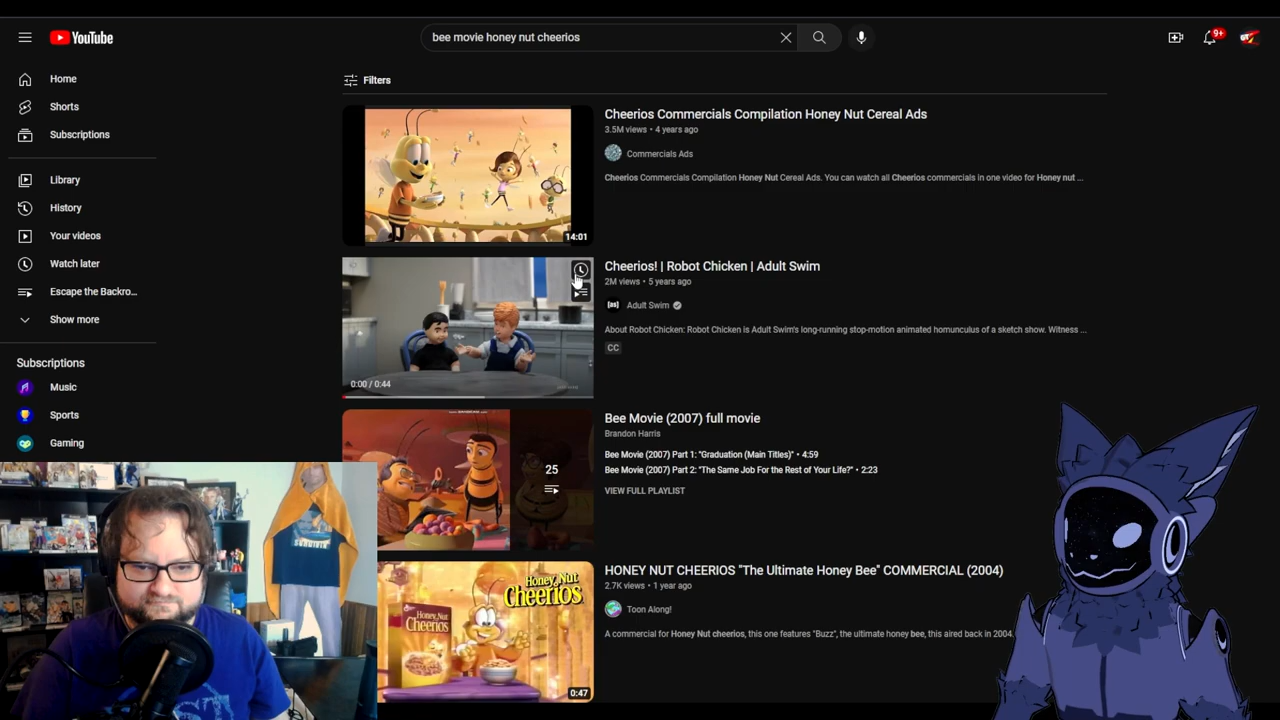 YouTube
bee movie honey nut cheerios
9+
Home
Shorts
Subscriptions
Library
History
Your videos
Watch later
Escape the Backro...
Show more
Subscriptions
Music
Sports
Gaming
Filters
14:01
Cheerios Commercials Compilation Honey Nut Cereal Ads
3.5M views • 4 years ago
Commercials Ads
Cheerios Commercials Compilation Honey Nut Cereal Ads. You can watch all Cheerios commercials in one video for Honey nut ...
0:00 / 0:44
Cheerios! | Robot Chicken | Adult Swim
2M views • 5 years ago
[as]
Adult Swim
About Robot Chicken: Robot Chicken is Adult Swim's long-running stop-motion animated homunculus of a sketch show. Witness ...
CC
25
Bee Movie (2007) full movie
Brandon Harris
Bee Movie (2007) Part 1: "Graduation (Main Titles)" • 4:59
Bee Movie (2007) Part 2: "The Same Job For the Rest of Your Life?" • 2:23
VIEW FULL PLAYLIST
Honey Nut
Cheerios
Honey Nut
Cheerios
0:47
HONEY NUT CHEERIOS "The Ultimate Honey Bee" COMMERCIAL (2004)
2.7K views • 1 year ago
Toon Along!
A commercial for Honey Nut cheerios, this one features "Buzz", the ultimate honey bee, this aired back in 2004.